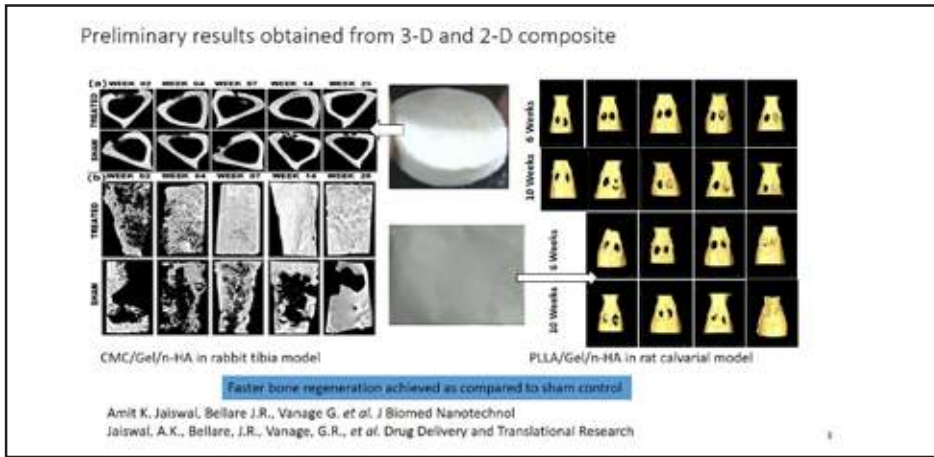 Preliminary results obtained from 3-D and 2-D composite
(a) WEEK 02 WEEK 04 WEEK 07 WEEK 14 WEEK 25
TREATED
SHAM
(b) WEEK 02 WEEK 04 WEEK 07 WEEK 14
TREATED
SHAM
6 Weeks
10 Weeks
6 Weeks
10 Weeks
CMC/Gel/n-HA in rabbit tibia model
PLLA/Gel/n-HA in rat calvarial model
Faster bone regeneration achieved as compared to sham control
Amit K. Jaiswal, Bellare J.R., Vanage G. et al. J Biomed Nanotechnol
Jaiswal, A.K., Bellare, J.R., Vanage, G.R., et al. Drug Delivery and Translational Research